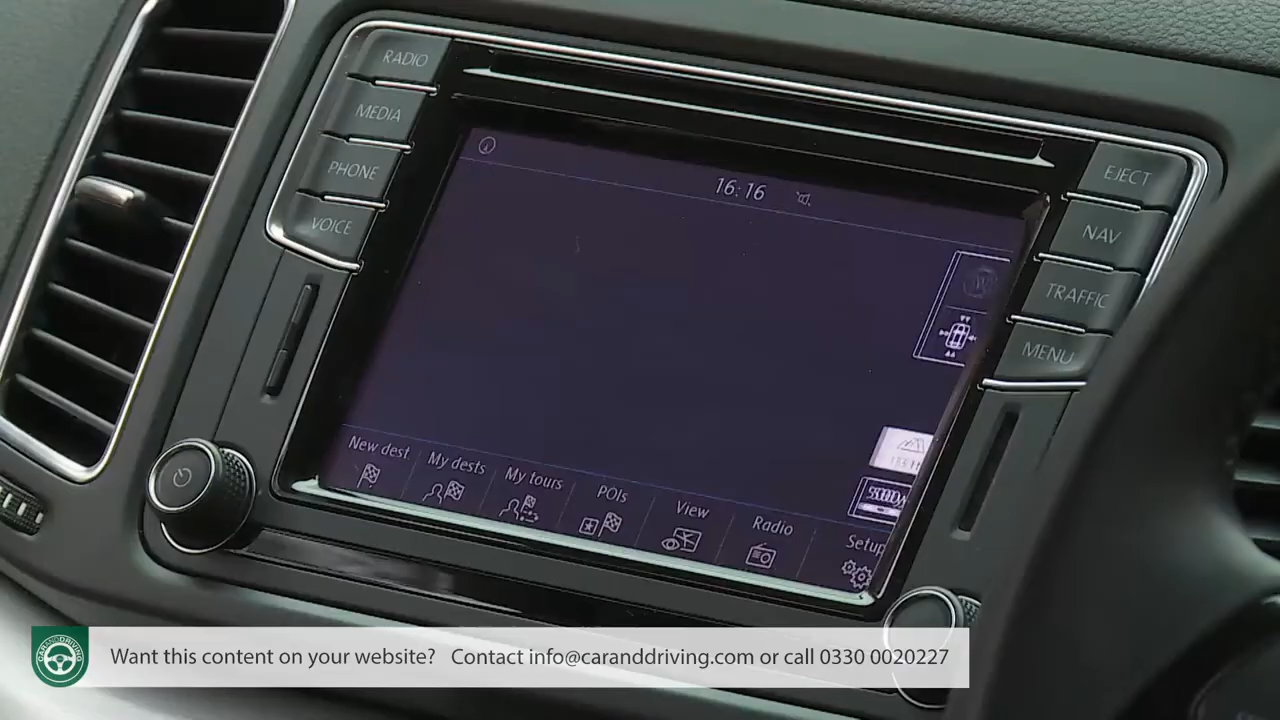 RADIO
MEDIA
PHONE
VOICE
EJECT
NAV
TRAFFIC
MENU
16:16
New dest.
My dests
My tours
POIs
View
Radio
Setup
CARANDDRIVING
Want this content on your website? Contact info@caranddriving.com or call 0330 0020227